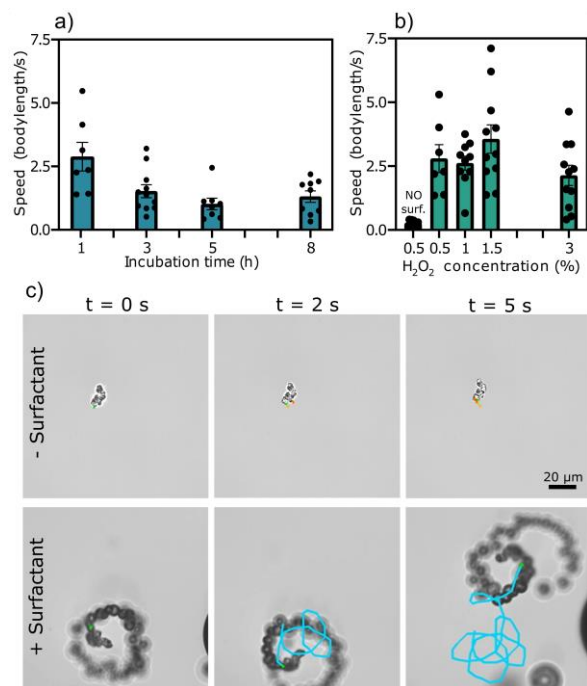 a)
7.5
5.0
2.5
0
Speed (bodylength/s)
1 3 5 8
Incubation time (h)
b)
7.5
5.0
2.5
0
Speed (bodylength/s)
NO
surf.
0.5 0.5 1 1.5 3
H₂O₂ concentration (%)
c)
t = 0 s t = 2 s t = 5 s
- Surfactant
20 µm
+ Surfactant